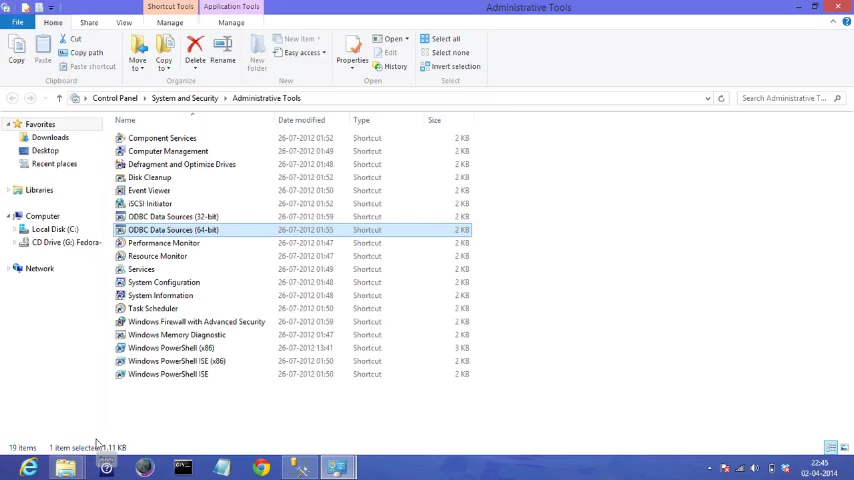 Shortcut Tools Application Tools
Administrative Tools
File Home Share View Manage Manage
Copy Paste
Cut
Copy path
Paste shortcut
Move to
Copy to
Delete Rename
New folder
New item
Easy access
Properties
Open
Edit
History
Select all
Select none
Invert selection
Clipboard Organize New Open Select
Control Panel System and Security Administrative Tools
Search Administrative T...
Favorites
Downloads
Desktop
Recent places
Libraries
Computer
Local Disk (C:)
CD Drive (G:) Fedora-
Network
Name Date modified Type Size
Component Services 26-07-2012 01:52 Shortcut 2 KB
Computer Management 26-07-2012 01:52 Shortcut 2 KB
Defragment and Optimize Drives 26-07-2012 01:48 Shortcut 2 KB
Disk Cleanup 26-07-2012 01:52 Shortcut 2 KB
Event Viewer 26-07-2012 01:50 Shortcut 2 KB
iSCSI Initiator 26-07-2012 01:52 Shortcut 2 KB
ODBC Data Sources (32-bit) 26-07-2012 01:59 Shortcut 2 KB
ODBC Data Sources (64-bit) 26-07-2012 01:55 Shortcut 2 KB
Performance Monitor 26-07-2012 01:47 Shortcut 2 KB
Resource Monitor 26-07-2012 01:56 Shortcut 2 KB
Services 26-07-2012 01:49 Shortcut 2 KB
System Configuration 26-07-2012 01:48 Shortcut 2 KB
System Information 26-07-2012 01:48 Shortcut 2 KB
Task Scheduler 26-07-2012 01:50 Shortcut 2 KB
Windows Firewall with Advanced Security 26-07-2012 01:59 Shortcut 2 KB
Windows Memory Diagnostic 26-07-2012 01:47 Shortcut 2 KB
Windows PowerShell (x86) 26-07-2012 13:41 Shortcut 3 KB
Windows PowerShell ISE (x86) 26-07-2012 01:50 Shortcut 2 KB
Windows PowerShell ISE 26-07-2012 01:50 Shortcut 2 KB
19 items 1 item selected 1.11 KB
22:45
02-04-2014